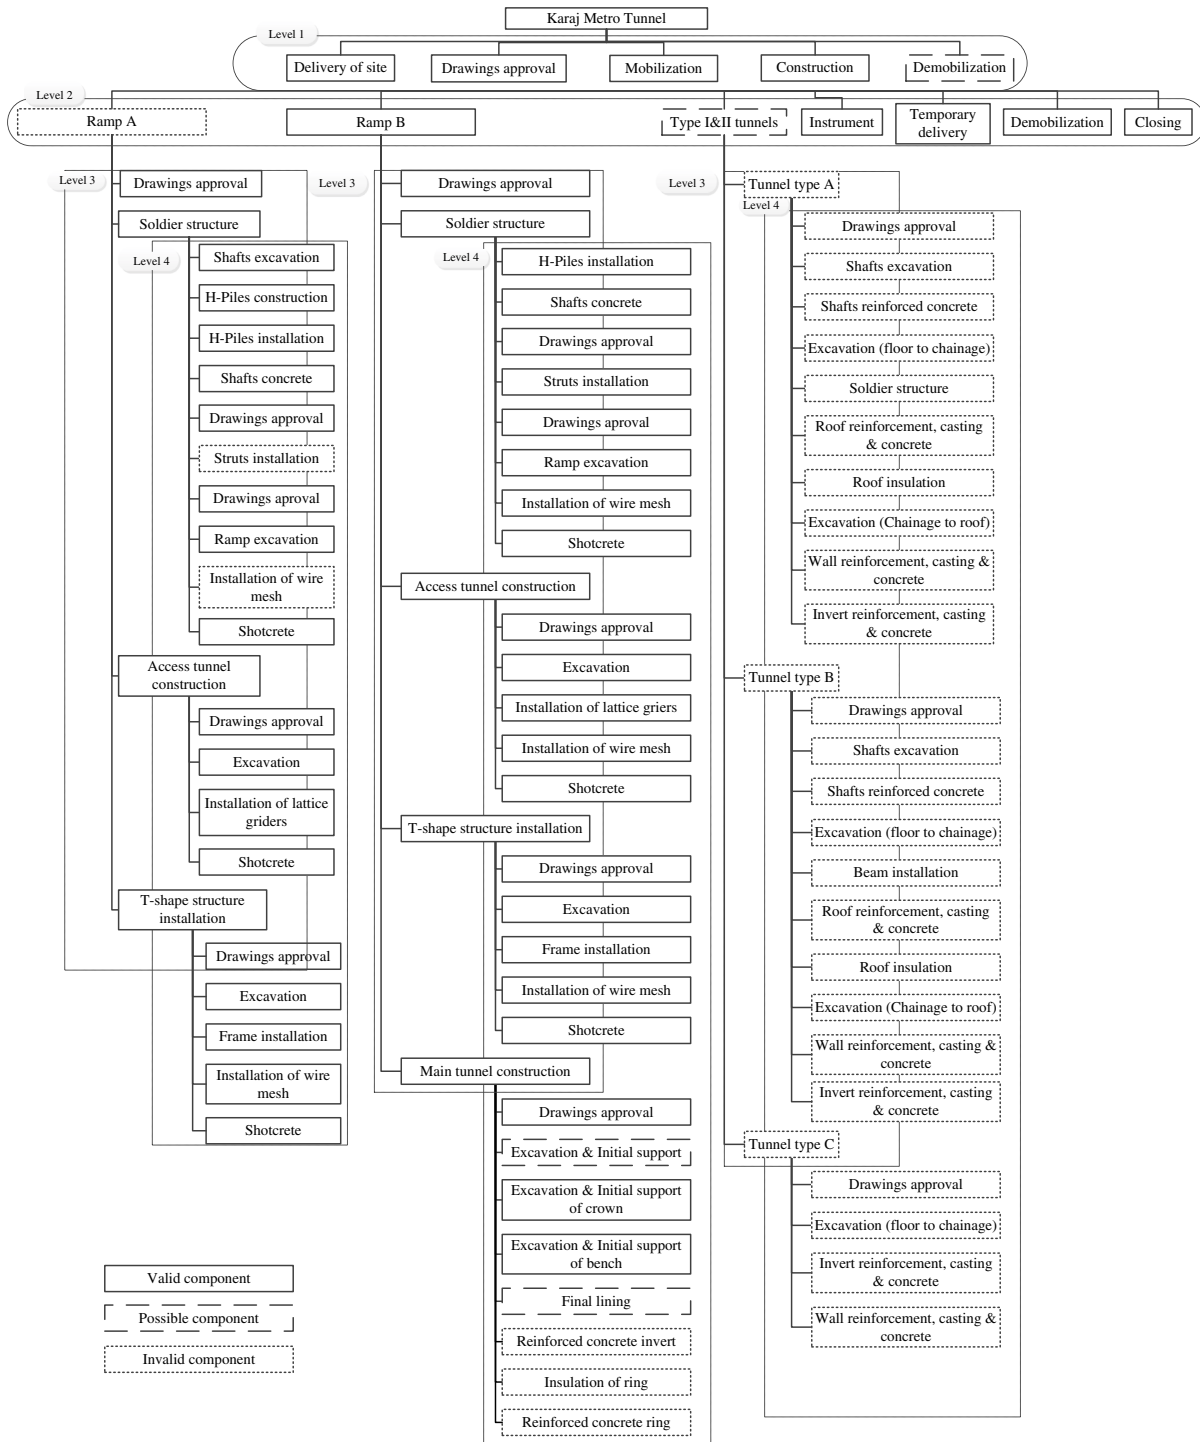 Karaj Metro Tunnel
Level 1
Delivery of site
Drawings approval
Mobilization
Construction
Demobilization
Level 2
Ramp A
Ramp B
Type I&II tunnels
Instrument
Temporary
delivery
Demobilization
Closing
Level 3
Drawings approval
Soldier structure
Level 4
Shafts excavation
H-Piles construction
H-Piles installation
Shafts concrete
Drawings approval
Struts installation
Drawings aproval
Ramp excavation
Installation of wire
mesh
Shotcrete
Access tunnel
construction
Drawings approval
Excavation
Installation of lattice
griders
Shotcrete
T-shape structure
installation
Drawings approval
Excavation
Frame installation
Installation of wire
mesh
Shotcrete
Level 3
Drawings approval
Soldier structure
Level 4
H-Piles installation
Shafts concrete
Drawings approval
Struts installation
Drawings aproval
Ramp excavation
Installation of wire mesh
Shotcrete
Access tunnel construction
Drawings approval
Excavation
Installation of lattice griers
Installation of wire mesh
Shotcrete
T-shape structure installation
Drawings approval
Excavation
Frame installation
Installation of wire mesh
Shotcrete
Main tunnel construction
Drawings approval
Excavation & Initial support
Excavation & Initial support
of crown
Excavation & Initial support
of bench
Final lining
Reinforced concrete invert
Insulation of ring
Reinforced concrete ring
Level 3
Tunnel type A
Level 4
Drawings approval
Shafts excavation
Shafts reinforced concrete
Excavation (floor to chainage)
Soldier structure
Roof reinforcement, casting
& concrete
Roof insulation
Excavation (Chainage to roof)
Wall reinforcement, casting &
concrete
Invert reinforcement, casting
& concrete
Tunnel type B
Drawings approval
Shafts excavation
Shafts reinforced concrete
Excavation (floor to chainage)
Beam installation
Roof reinforcement, casting
& concrete
Roof insulation
Excavation (Chainage to roof)
Wall reinforcement, casting &
concrete
Invert reinforcement, casting
& concrete
Tunnel type C
Drawings approval
Excavation (floor to chainage)
Invert reinforcement, casting
& concrete
Wall reinforcement, casting &
concrete
Valid component
Possible component
Invalid component